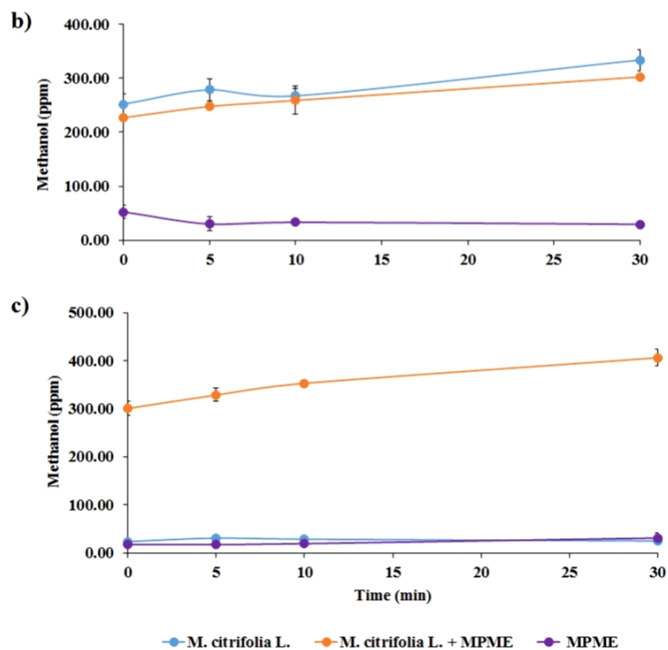 b)
Methanol (ppm)
400.00
300.00
200.00
100.00
0.00
0 5 10 15 20 25 30
c)
Methanol (ppm)
500.00
400.00
300.00
200.00
100.00
0.00
0 5 10 15 20 25 30
Time (min)
M. citrifolia L. M. citrifolia L. + MPME MPME